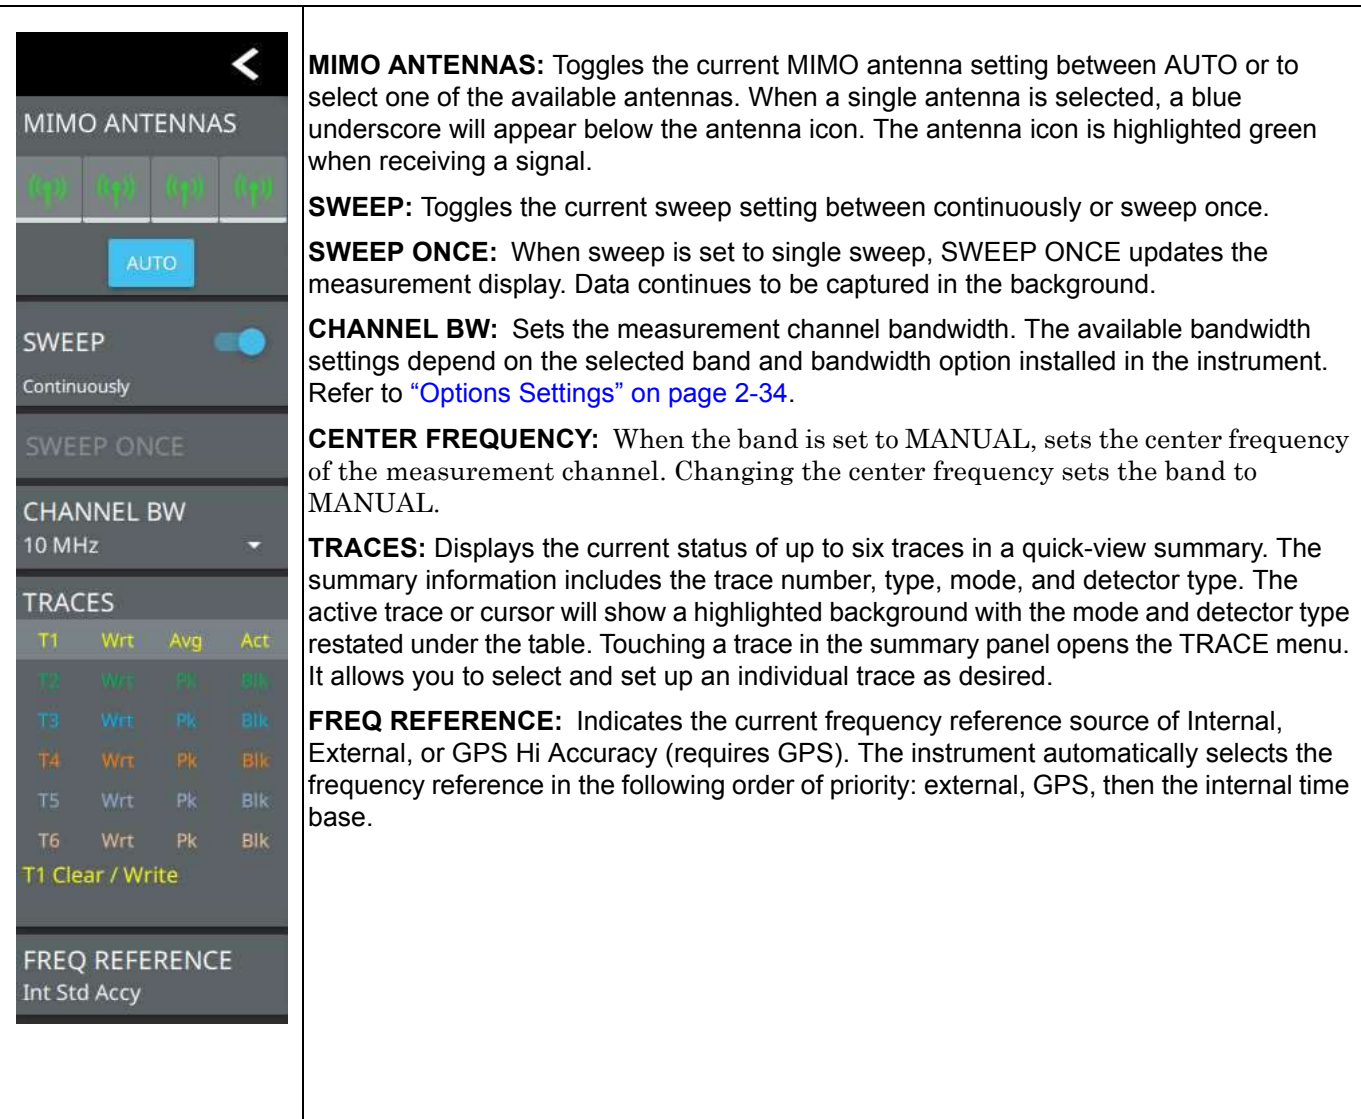 MIMO ANTENNAS
AUTO
SWEEP
Continuously
SWEEP ONCE
CHANNEL BW
10 MHz
TRACES
T1 Wrt Avg Act
T2 Wrt Pk Blk
T3 Wrt Pk Blk
T4 Wrt Pk Blk
T5 Wrt Pk Blk
T6 Wrt Pk Blk
T1 Clear / Write
FREQ REFERENCE
Int Std Accy
MIMO ANTENNAS: Toggles the current MIMO antenna setting between AUTO or to
select one of the available antennas. When a single antenna is selected, a blue
underscore will appear below the antenna icon. The antenna icon is highlighted green
when receiving a signal.
SWEEP: Toggles the current sweep setting between continuously or sweep once.
SWEEP ONCE: When sweep is set to single sweep, SWEEP ONCE updates the
measurement display. Data continues to be captured in the background.
CHANNEL BW: Sets the measurement channel bandwidth. The available bandwidth
settings depend on the selected band and bandwidth option installed in the instrument.
Refer to “Options Settings” on page 2-34.
CENTER FREQUENCY: When the band is set to MANUAL, sets the center frequency
of the measurement channel. Changing the center frequency sets the band to
MANUAL.
TRACES: Displays the current status of up to six traces in a quick-view summary. The
summary information includes the trace number, type, mode, and detector type. The
active trace or cursor will show a highlighted background with the mode and detector type
restated under the table. Touching a trace in the summary panel opens the TRACE menu.
It allows you to select and set up an individual trace as desired.
FREQ REFERENCE: Indicates the current frequency reference source of Internal,
External, or GPS Hi Accuracy (requires GPS). The instrument automatically selects the
frequency reference in the following order of priority: external, GPS, then the internal time
base.